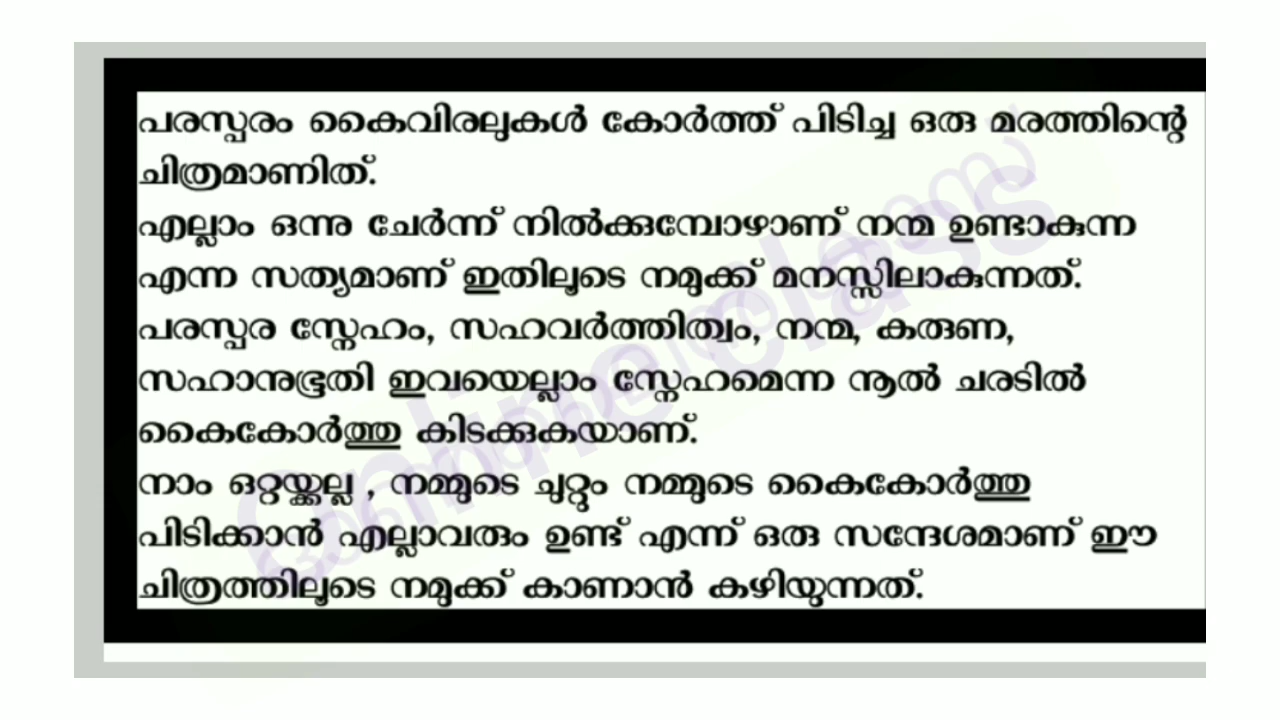 പരസ്പരം കൈവിരലുകൾ കോർത്ത് പിടിച്ച ഒരു മരത്തിന്റെ
ചിത്രമാണിത്.
എല്ലാം ഒന്നു ചേർന്ന് നിൽക്കുമ്പോഴാണ് നന്മ ഉണ്ടാകുന്ന
എന്ന സത്യമാണ് ഇതിലൂടെ നമുക്ക് മനസ്സിലാകുന്നത്.
പരസ്പര സ്നേഹം, സഹവർത്തിത്വം, നന്മ, കരുണ,
സഹാനുഭൂതി ഇവയെല്ലാം സ്നേഹമെന്ന നൂൽ ചരടിൽ
കൈകോർത്തു കിടക്കുകയാണ്.
നാം ഒറ്റയ്ക്കല്ല , നമ്മുടെ ചുറ്റും നമ്മുടെ കൈകോർത്തു
പിടിക്കാൻ എല്ലാവരും ഉണ്ട് എന്ന് ഒരു സന്ദേശമാണ് ഈ
ചിത്രത്തിലൂടെ നമുക്ക് കാണാൻ കഴിയുന്നത്.
Online class